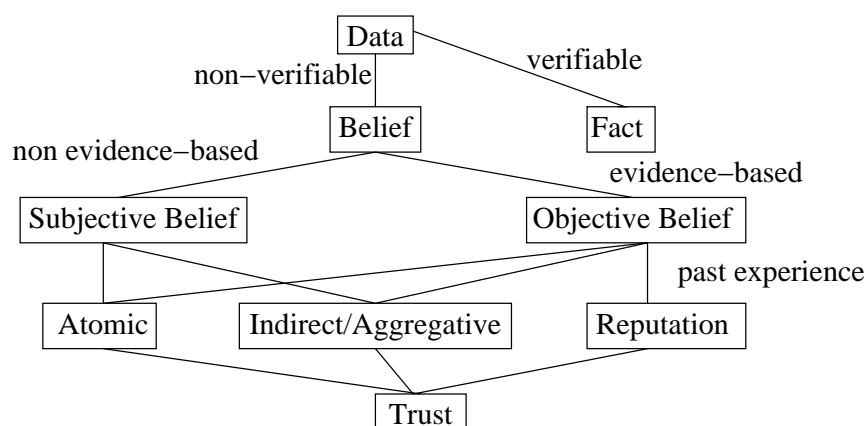 Data
non−verifiable
verifiable
Belief
Fact
non evidence−based
evidence−based
Subjective Belief
Objective Belief
past experience
Atomic
Indirect/Aggregative
Reputation
Trust